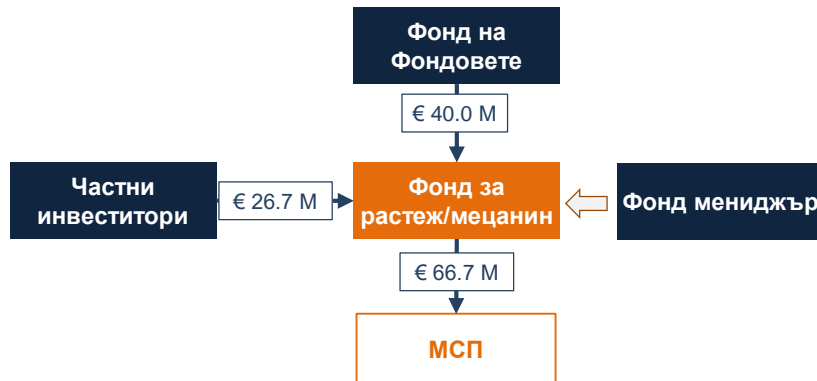 Фонд на
Фондовете
€ 40.0 M
Частни
инвеститори
€ 26.7 M
Фонд за
растеж/мецанин
Фонд мениджър
€ 66.7 M
МСП